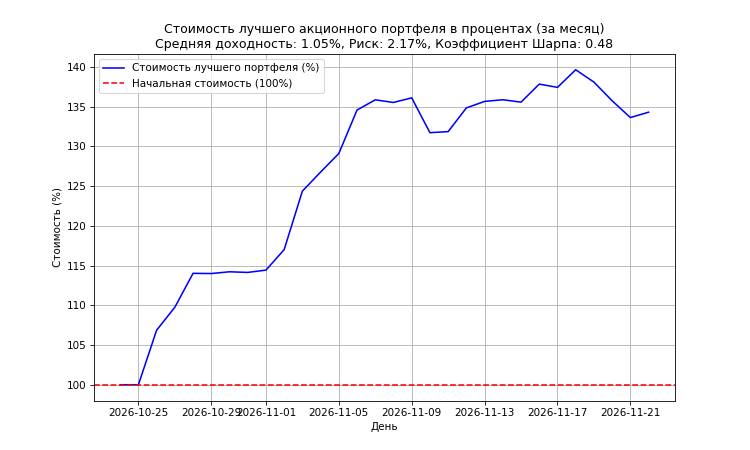 Стоимость лучшего акционного портфеля в процентах (за месяц)
Средняя доходность: 1.05%, Риск: 2.17%, Коэффициент Шарпа: 0.48
Стоимость лучшего портфеля (%)
Начальная стоимость (100%)
Стоимость (%)
140
135
130
125
120
115
110
105
100
2026-10-25 2026-10-29 2026-11-01 2026-11-05 2026-11-09 2026-11-13 2026-11-17 2026-11-21
День